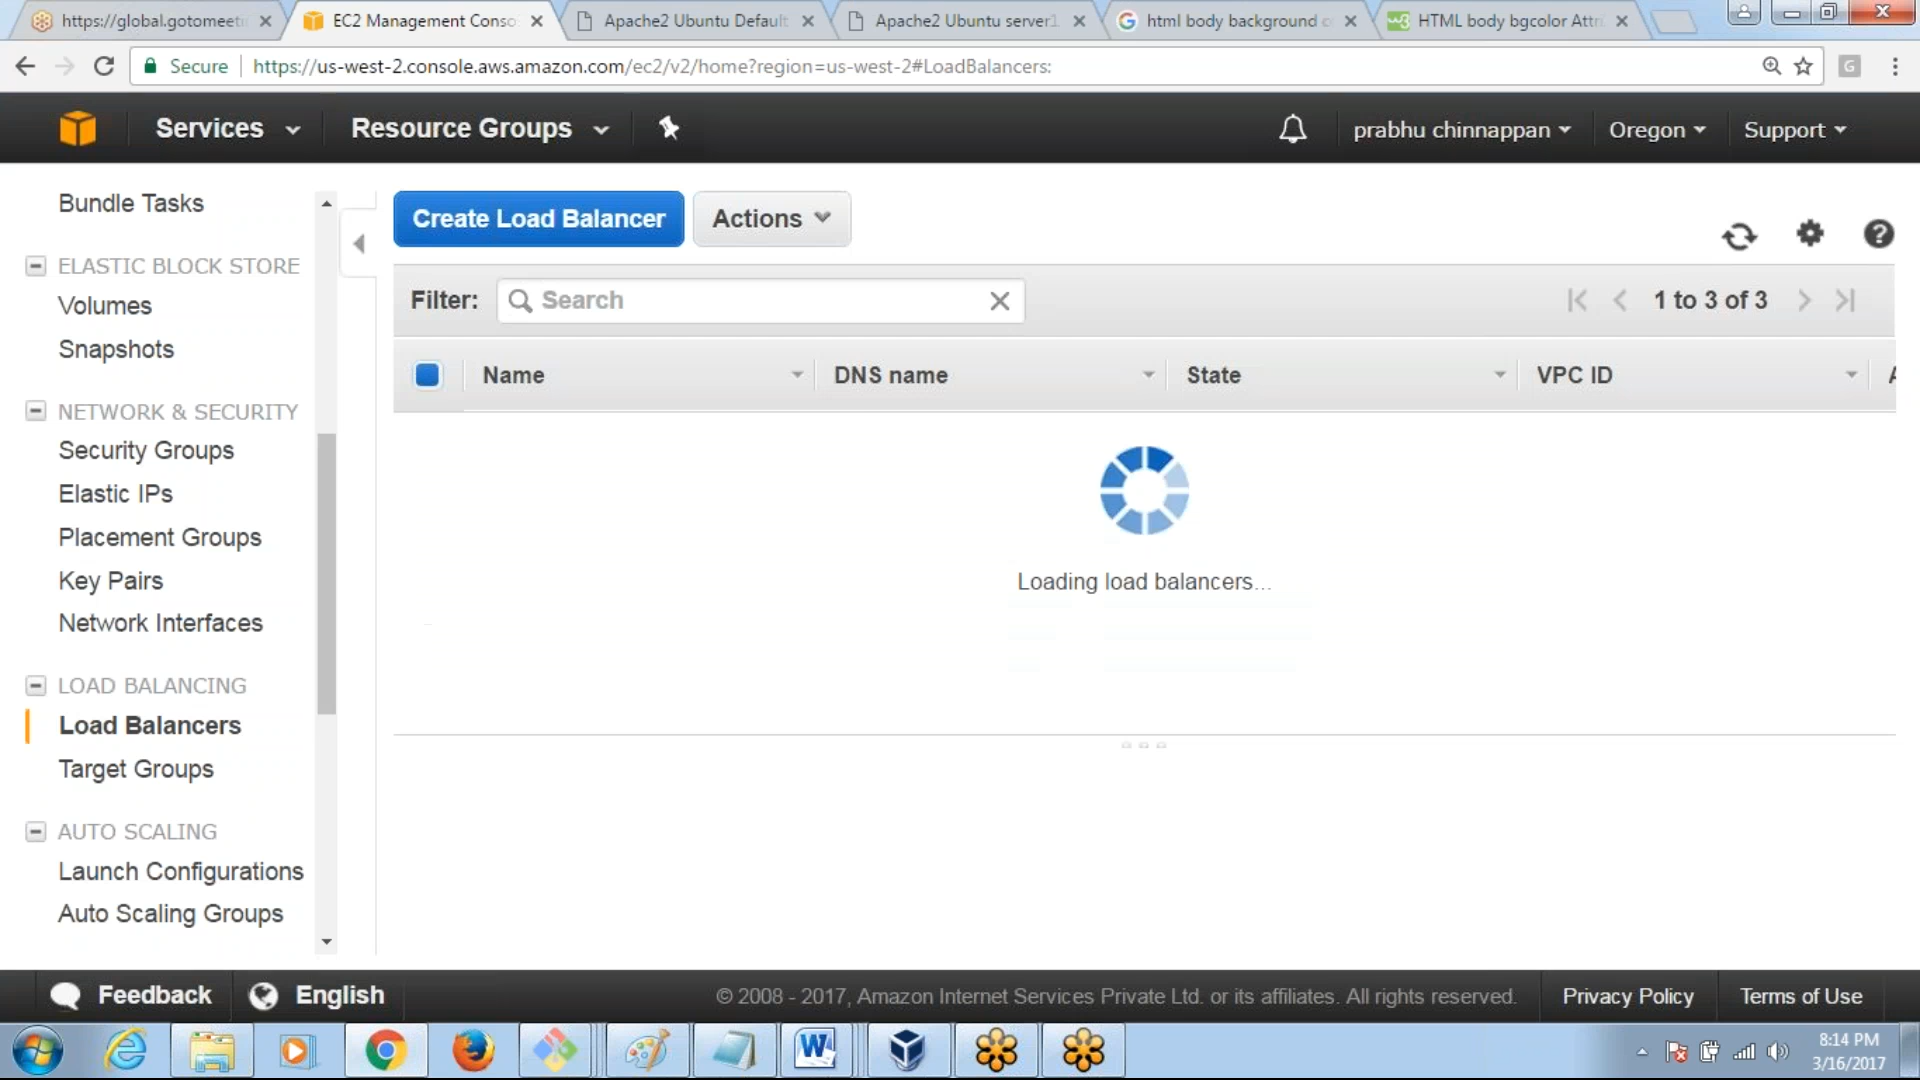 https://global.gotomeeti
EC2 Management Conso
Apache2 Ubuntu Default
Apache2 Ubuntu server1
html body background c
HTML body bgcolor Attri
Secure
https://us-west-2.console.aws.amazon.com/ec2/v2/home?region=us-west-2#LoadBalancers:
G
Services
Resource Groups
prabhu chinnappan
Oregon
Support
Bundle Tasks
ELASTIC BLOCK STORE
Volumes
Snapshots
NETWORK & SECURITY
Security Groups
Elastic IPs
Placement Groups
Key Pairs
Network Interfaces
LOAD BALANCING
Load Balancers
Target Groups
AUTO SCALING
Launch Configurations
Auto Scaling Groups
Create Load Balancer
Actions
Filter:
Search
1 to 3 of 3
Name
DNS name
State
VPC ID
Loading load balancers...
Feedback
English
© 2008 - 2017, Amazon Internet Services Private Ltd. or its affiliates. All rights reserved.
Privacy Policy
Terms of Use
8:14 PM
3/16/2017